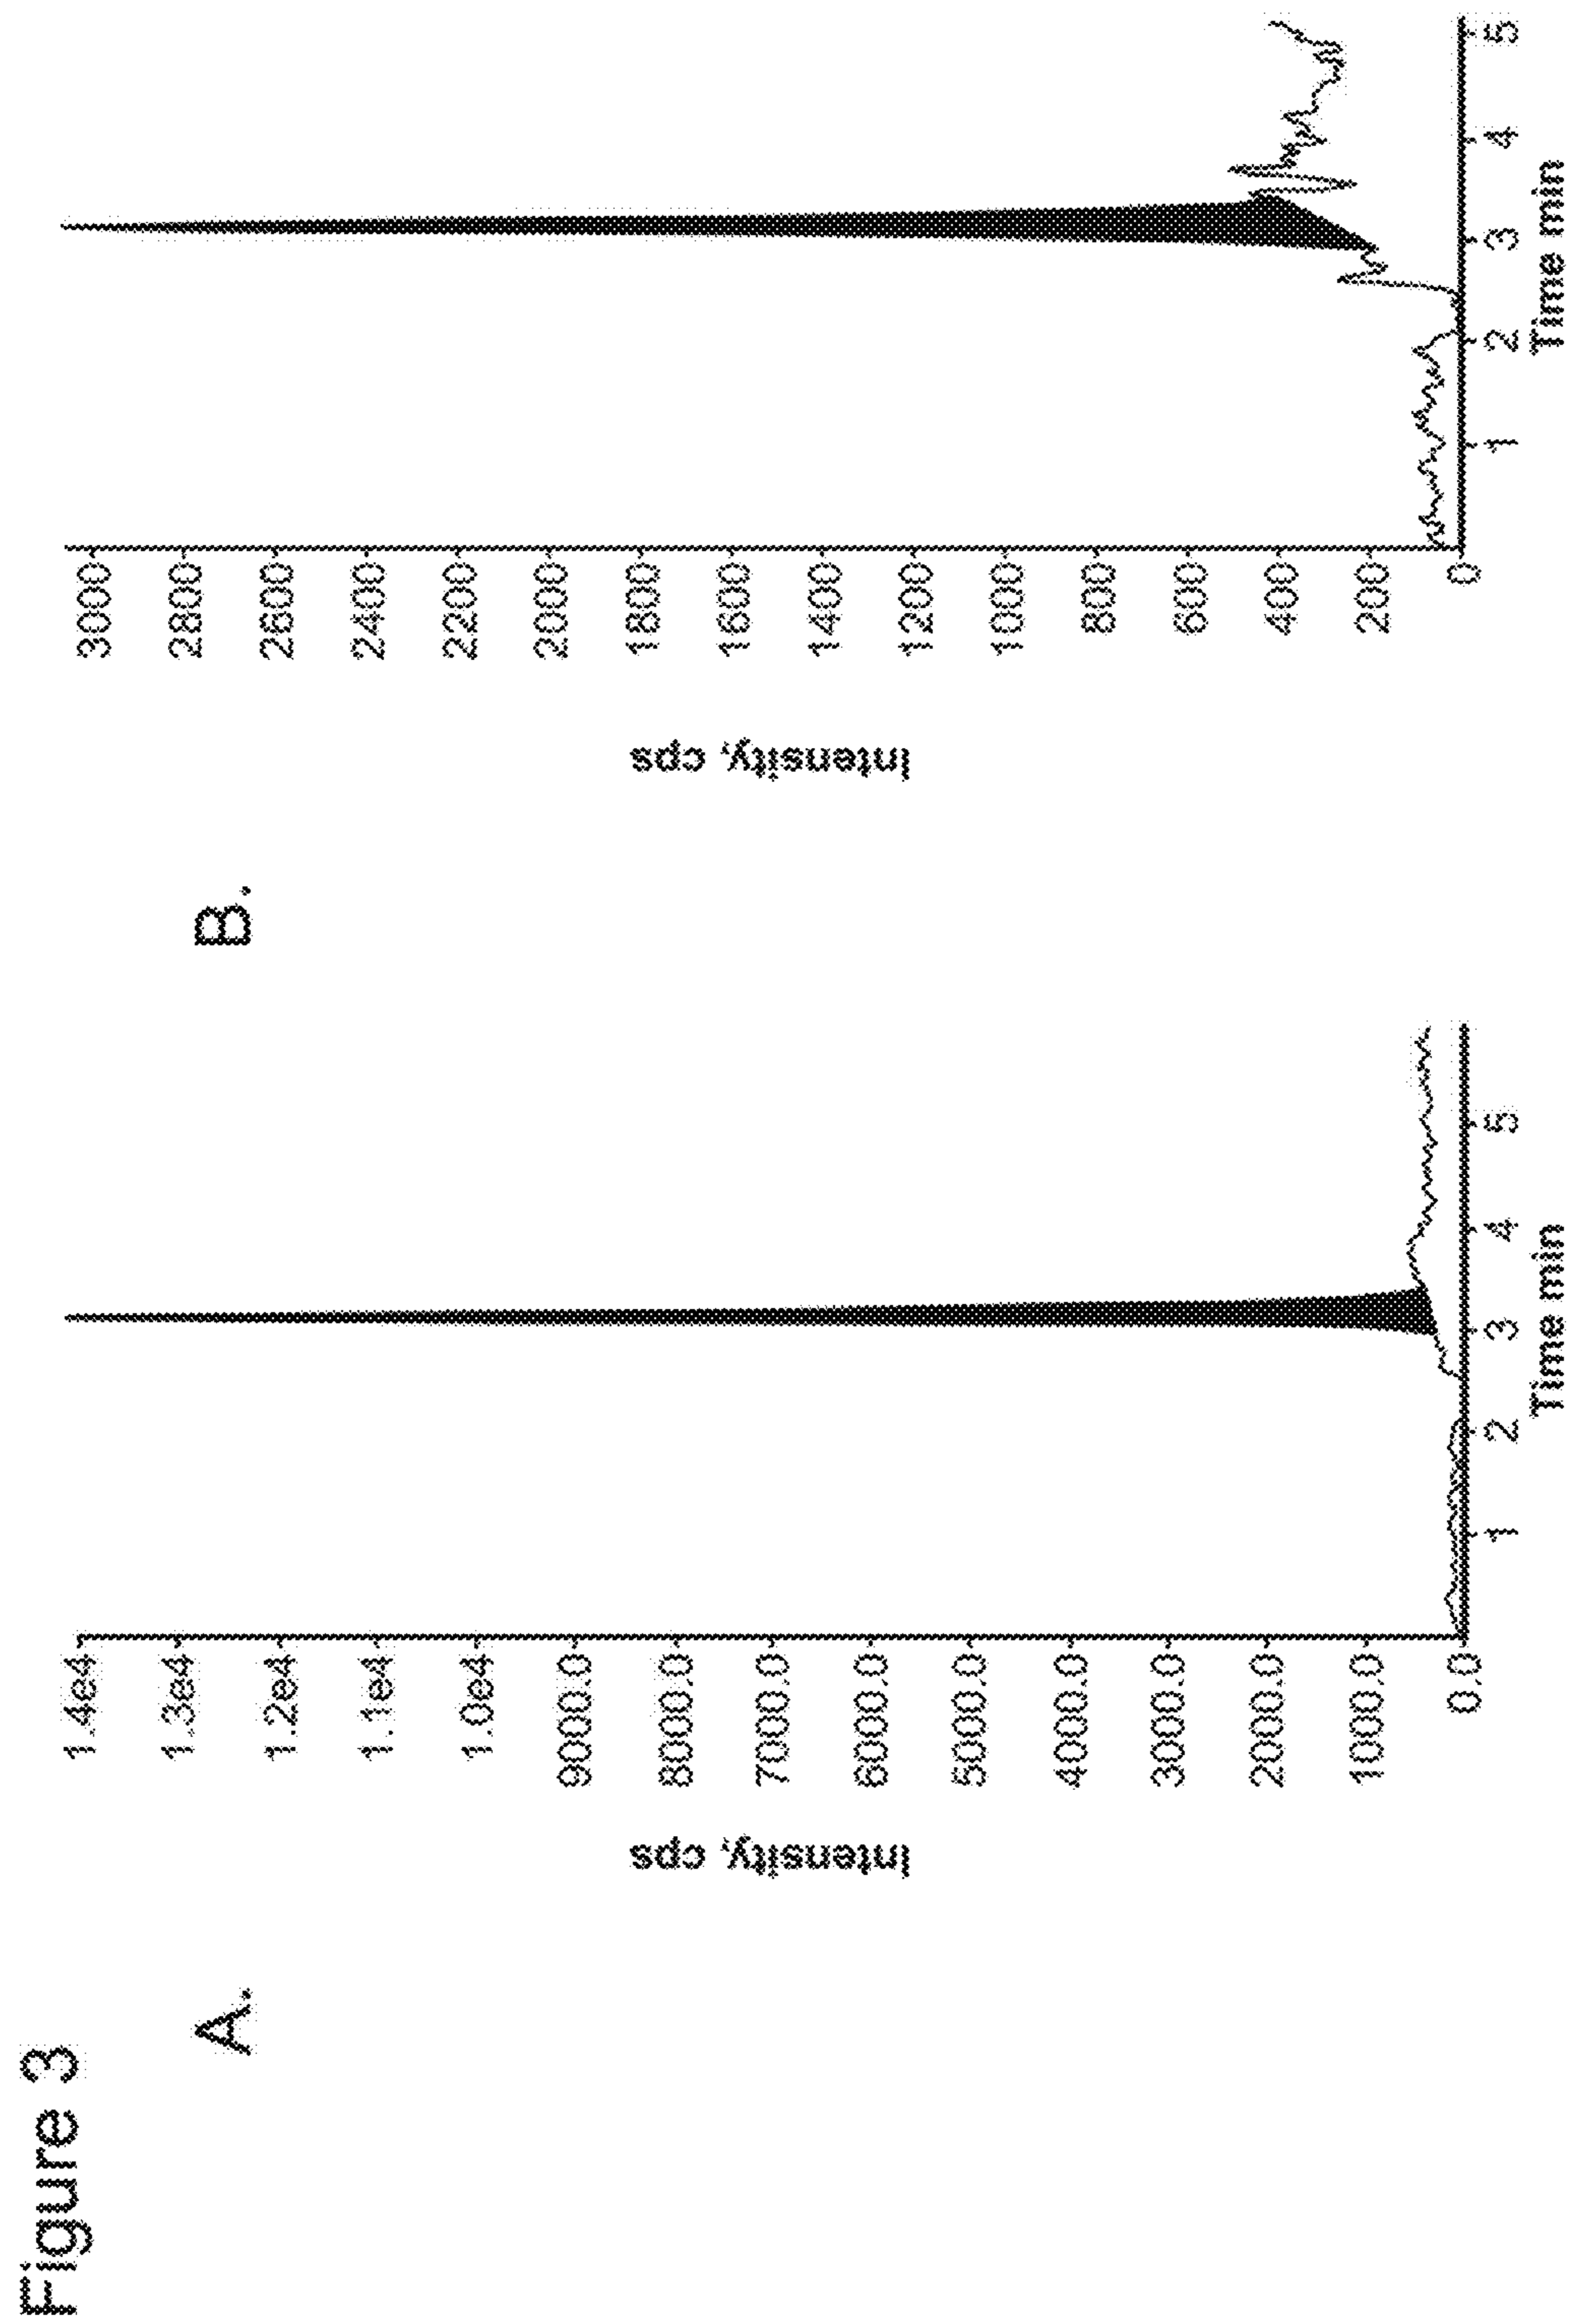 Figure 3
A.
Intensity, cps
1.4e4
1.3e4
1.2e4
1.1e4
1.0e4
9000.0
8000.0
7000.0
6000.0
5000.0
4000.0
3000.0
2000.0
1000.0
0.0
1 2 3 4 5
Time min
B.
Intensity, cps
3000
2800
2600
2400
2200
2000
1800
1600
1400
1200
1000
800
600
400
200
0
1 2 3 4 5
Time min